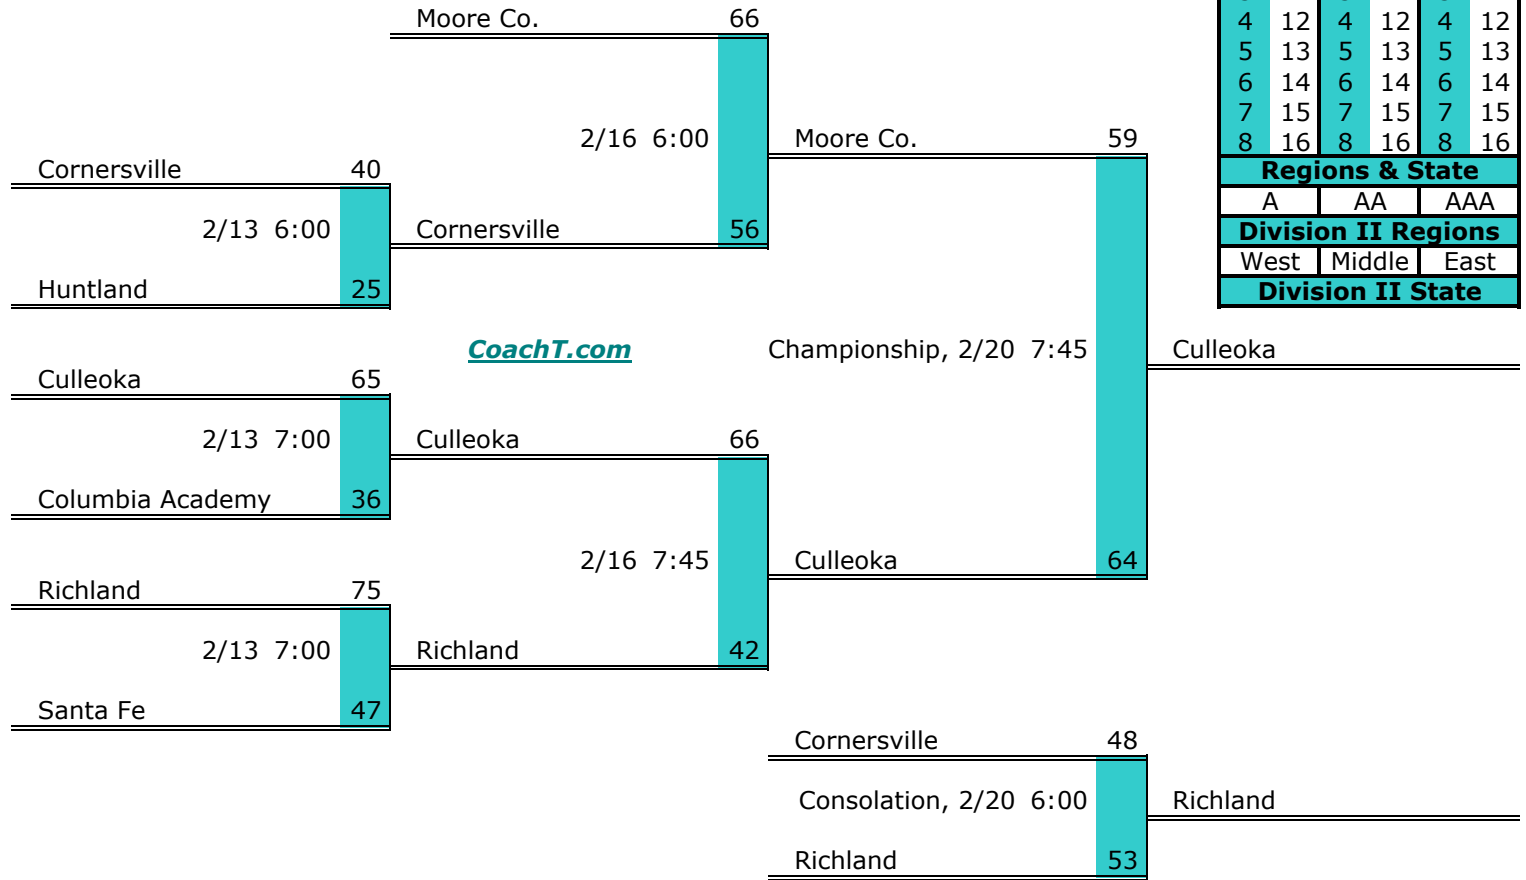 Moore Co. 66
4 12 4 12 4 12
5 13 5 13 5 13
6 14 6 14 6 14
7 15 7 15 7 15
8 16 8 16 8 16
2/16 6:00
Moore Co. 59
Cornersville 40
Regions & State
A AA AAA
2/13 6:00
Cornersville 56
Division II Regions
West Middle East
Huntland 25
Division II State
CoachT.com
Championship, 2/20 7:45
Culleoka
Culleoka 65
2/13 7:00
Culleoka 66
Columbia Academy 36
2/16 7:45
Culleoka 64
Richland 75
2/13 7:00
Richland 42
Santa Fe 47
Cornersville 48
Consolation, 2/20 6:00
Richland
Richland 53